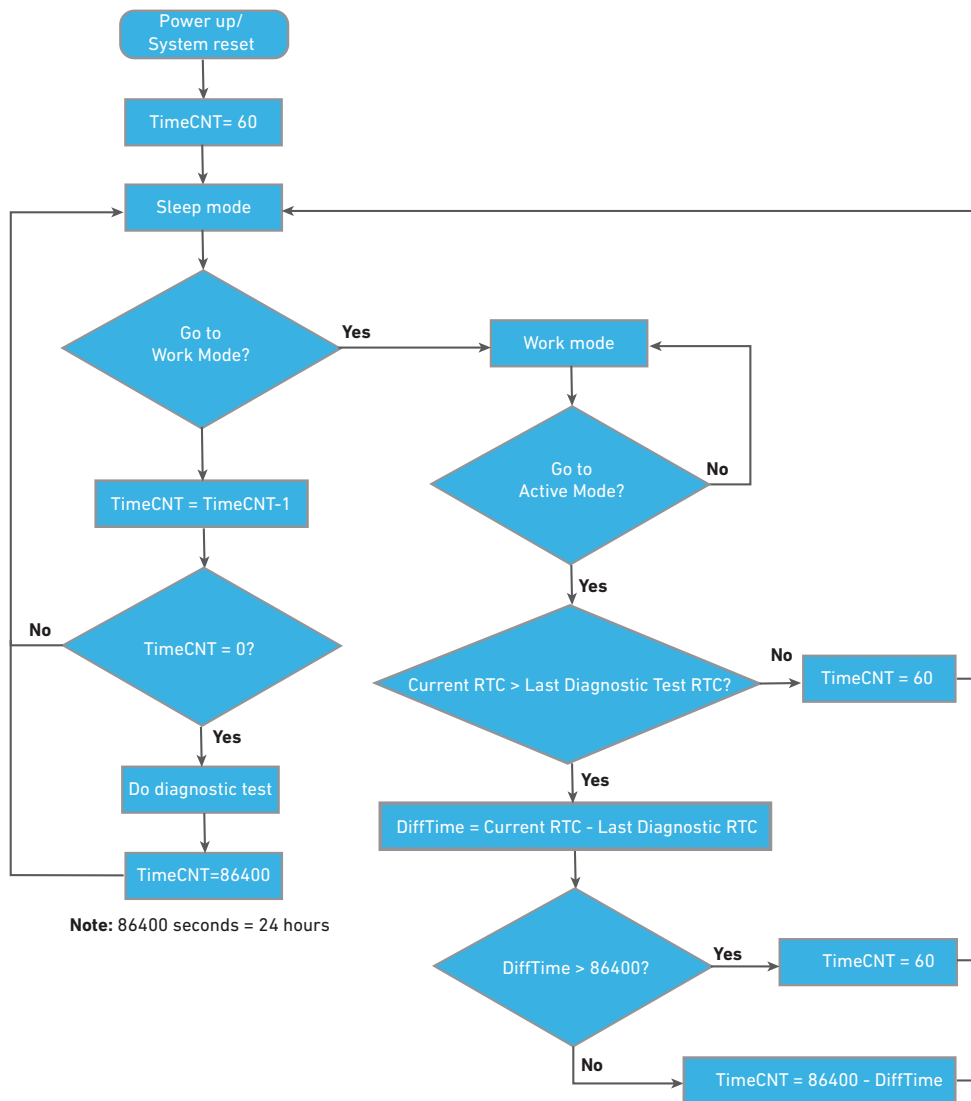 Power up/
System reset
TimeCNT= 60
Sleep mode
Go to
Work Mode?
Yes
Work mode
Go to
Active Mode?
No
TimeCNT = TimeCNT-1
Yes
TimeCNT = 0?
No
Yes
Current RTC > Last Diagnostic Test RTC?
No
TimeCNT = 60
Do diagnostic test
Yes
DiffTime = Current RTC - Last Diagnostic RTC
TimeCNT=86400
Note: 86400 seconds = 24 hours
DiffTime > 86400?
Yes
TimeCNT = 60
No
TimeCNT = 86400 - DiffTime